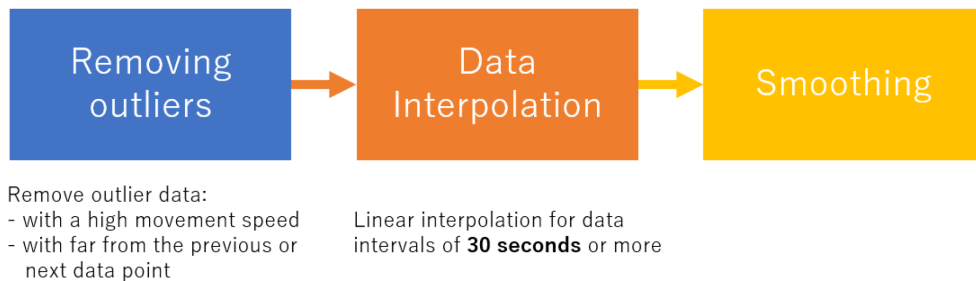 Removing
outliers
Data
Interpolation
Smoothing
Remove outlier data:
- with a high movement speed
- with far from the previous or
next data point
Linear interpolation for data
intervals of 30 seconds or more